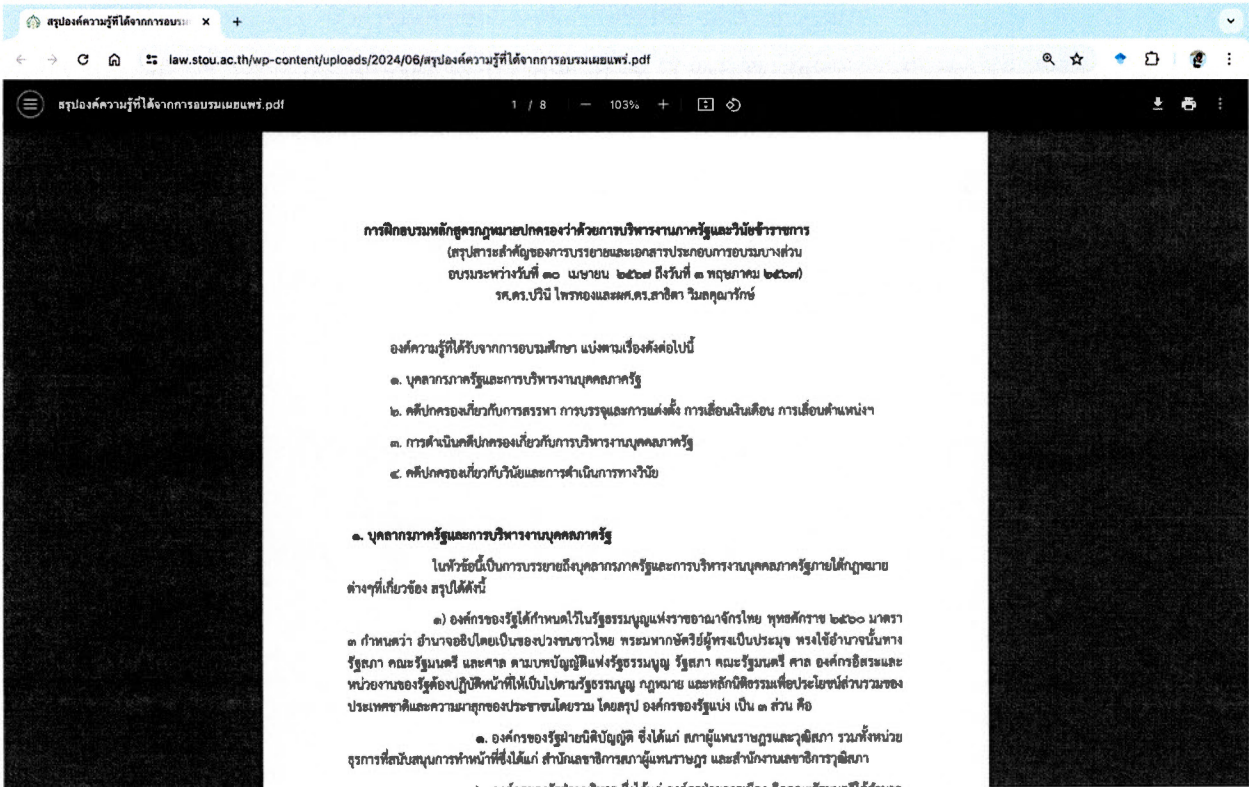 สรุปองค์ความรู้ที่ได้จากการอบรม
law.stou.ac.th/wp-content/uploads/2024/06/สรุปองค์ความรู้ที่ได้จากการอบรมเผยแพร่.pdf
สรุปองค์ความรู้ที่ได้จากการอบรมเผยแพร่.pdf
1 / 8
103%
การฝึกอบรมหลักสูตรกฎหมายปกครองว่าด้วยการบริหารงานภาครัฐและวินัยข้าราชการ
(สรุปสาระสำคัญของการบรรยายและเอกสารประกอบการอบรมบางส่วน
อบรมระหว่างวันที่ ๓๐ เมษายน ๒๕๖๗ ถึงวันที่ ๓ พฤษภาคม ๒๕๖๗)
รศ.ดร.ปวินี ไพรทองและผศ.ดร.สาธิตา วิมลคุณารักษ์
องค์ความรู้ที่ได้รับจากการอบรมศึกษา แบ่งตามเรื่องดังต่อไปนี้
๑. บุคลากรภาครัฐและการบริหารงานบุคคลภาครัฐ
๒. คดีปกครองเกี่ยวกับการสรรหา การบรรจุและการแต่งตั้ง การเลื่อนเงินเดือน การเลื่อนตำแหน่งฯ
๓. การดำเนินคดีปกครองเกี่ยวกับการบริหารงานบุคคลภาครัฐ
๔. คดีปกครองเกี่ยวกับวินัยและการดำเนินการทางวินัย
๑. บุคลากรภาครัฐและการบริหารงานบุคคลภาครัฐ
ในหัวข้อนี้เป็นการบรรยายถึงบุคลากรภาครัฐและการบริหารงานบุคคลภาครัฐภายใต้กฎหมาย
ต่างๆที่เกี่ยวข้อง สรุปได้ดังนี้
๑) องค์กรของรัฐได้กำหนดไว้ในรัฐธรรมนูญแห่งราชอาณาจักรไทย พุทธศักราช ๒๕๖๐ มาตรา
๓ กำหนดว่า อำนาจอธิปไตยเป็นของปวงชนชาวไทย พระมหากษัตริย์ผู้ทรงเป็นประมุข ทรงใช้อำนาจนั้นทาง
รัฐสภา คณะรัฐมนตรี และศาล ตามบทบัญญัติแห่งรัฐธรรมนูญ รัฐสภา คณะรัฐมนตรี ศาล องค์กรอิสระและ
หน่วยงานของรัฐต้องปฏิบัติหน้าที่ให้เป็นไปตามรัฐธรรมนูญ กฎหมาย และหลักนิติธรรมเพื่อประโยชน์ส่วนรวมของ
ประเทศชาติและความผาสุกของประชาชนโดยรวม โดยสรุป องค์กรของรัฐแบ่ง เป็น ๓ ส่วน คือ
๑. องค์กรของรัฐฝ่ายนิติบัญญัติ ซึ่งได้แก่ สภาผู้แทนราษฎรและวุฒิสภา รวมทั้งหน่วย
ธุรการที่สนับสนุนการทำหน้าที่ซึ่งได้แก่ สำนักเลขาธิการสภาผู้แทนราษฎร และสำนักงานเลขาธิการวุฒิสภา